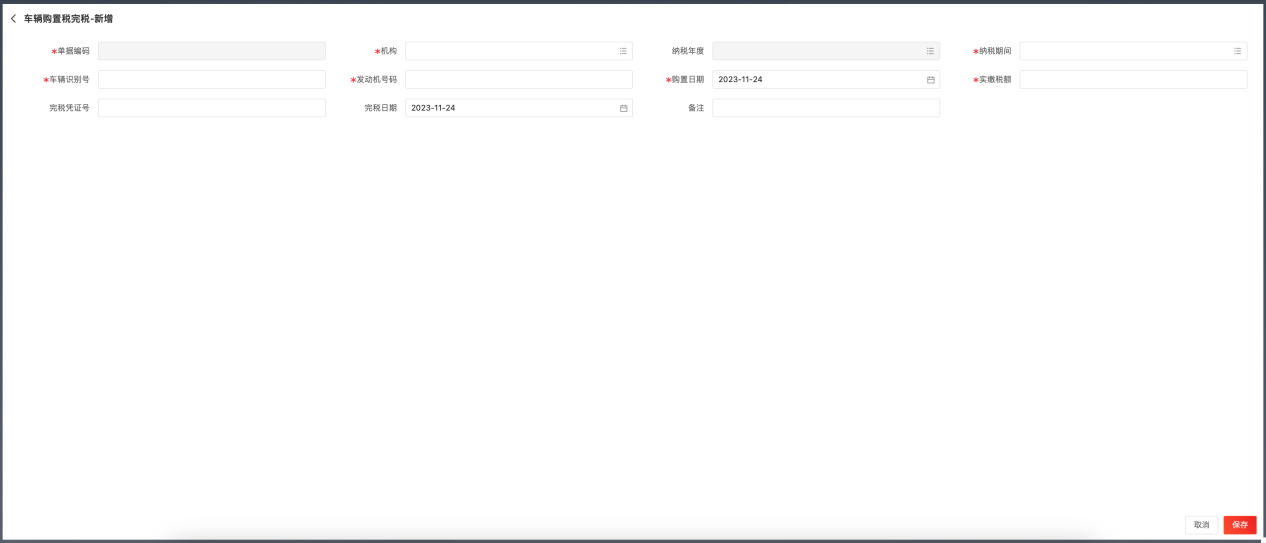 车辆购置税完税-新增
*单据编码 *机构 纳税年度 *纳税期间
*车辆识别号 *发动机号码 *购置日期 2023-11-24 *实缴税额
完税凭证号 完税日期 2023-11-24 备注
取消 保存